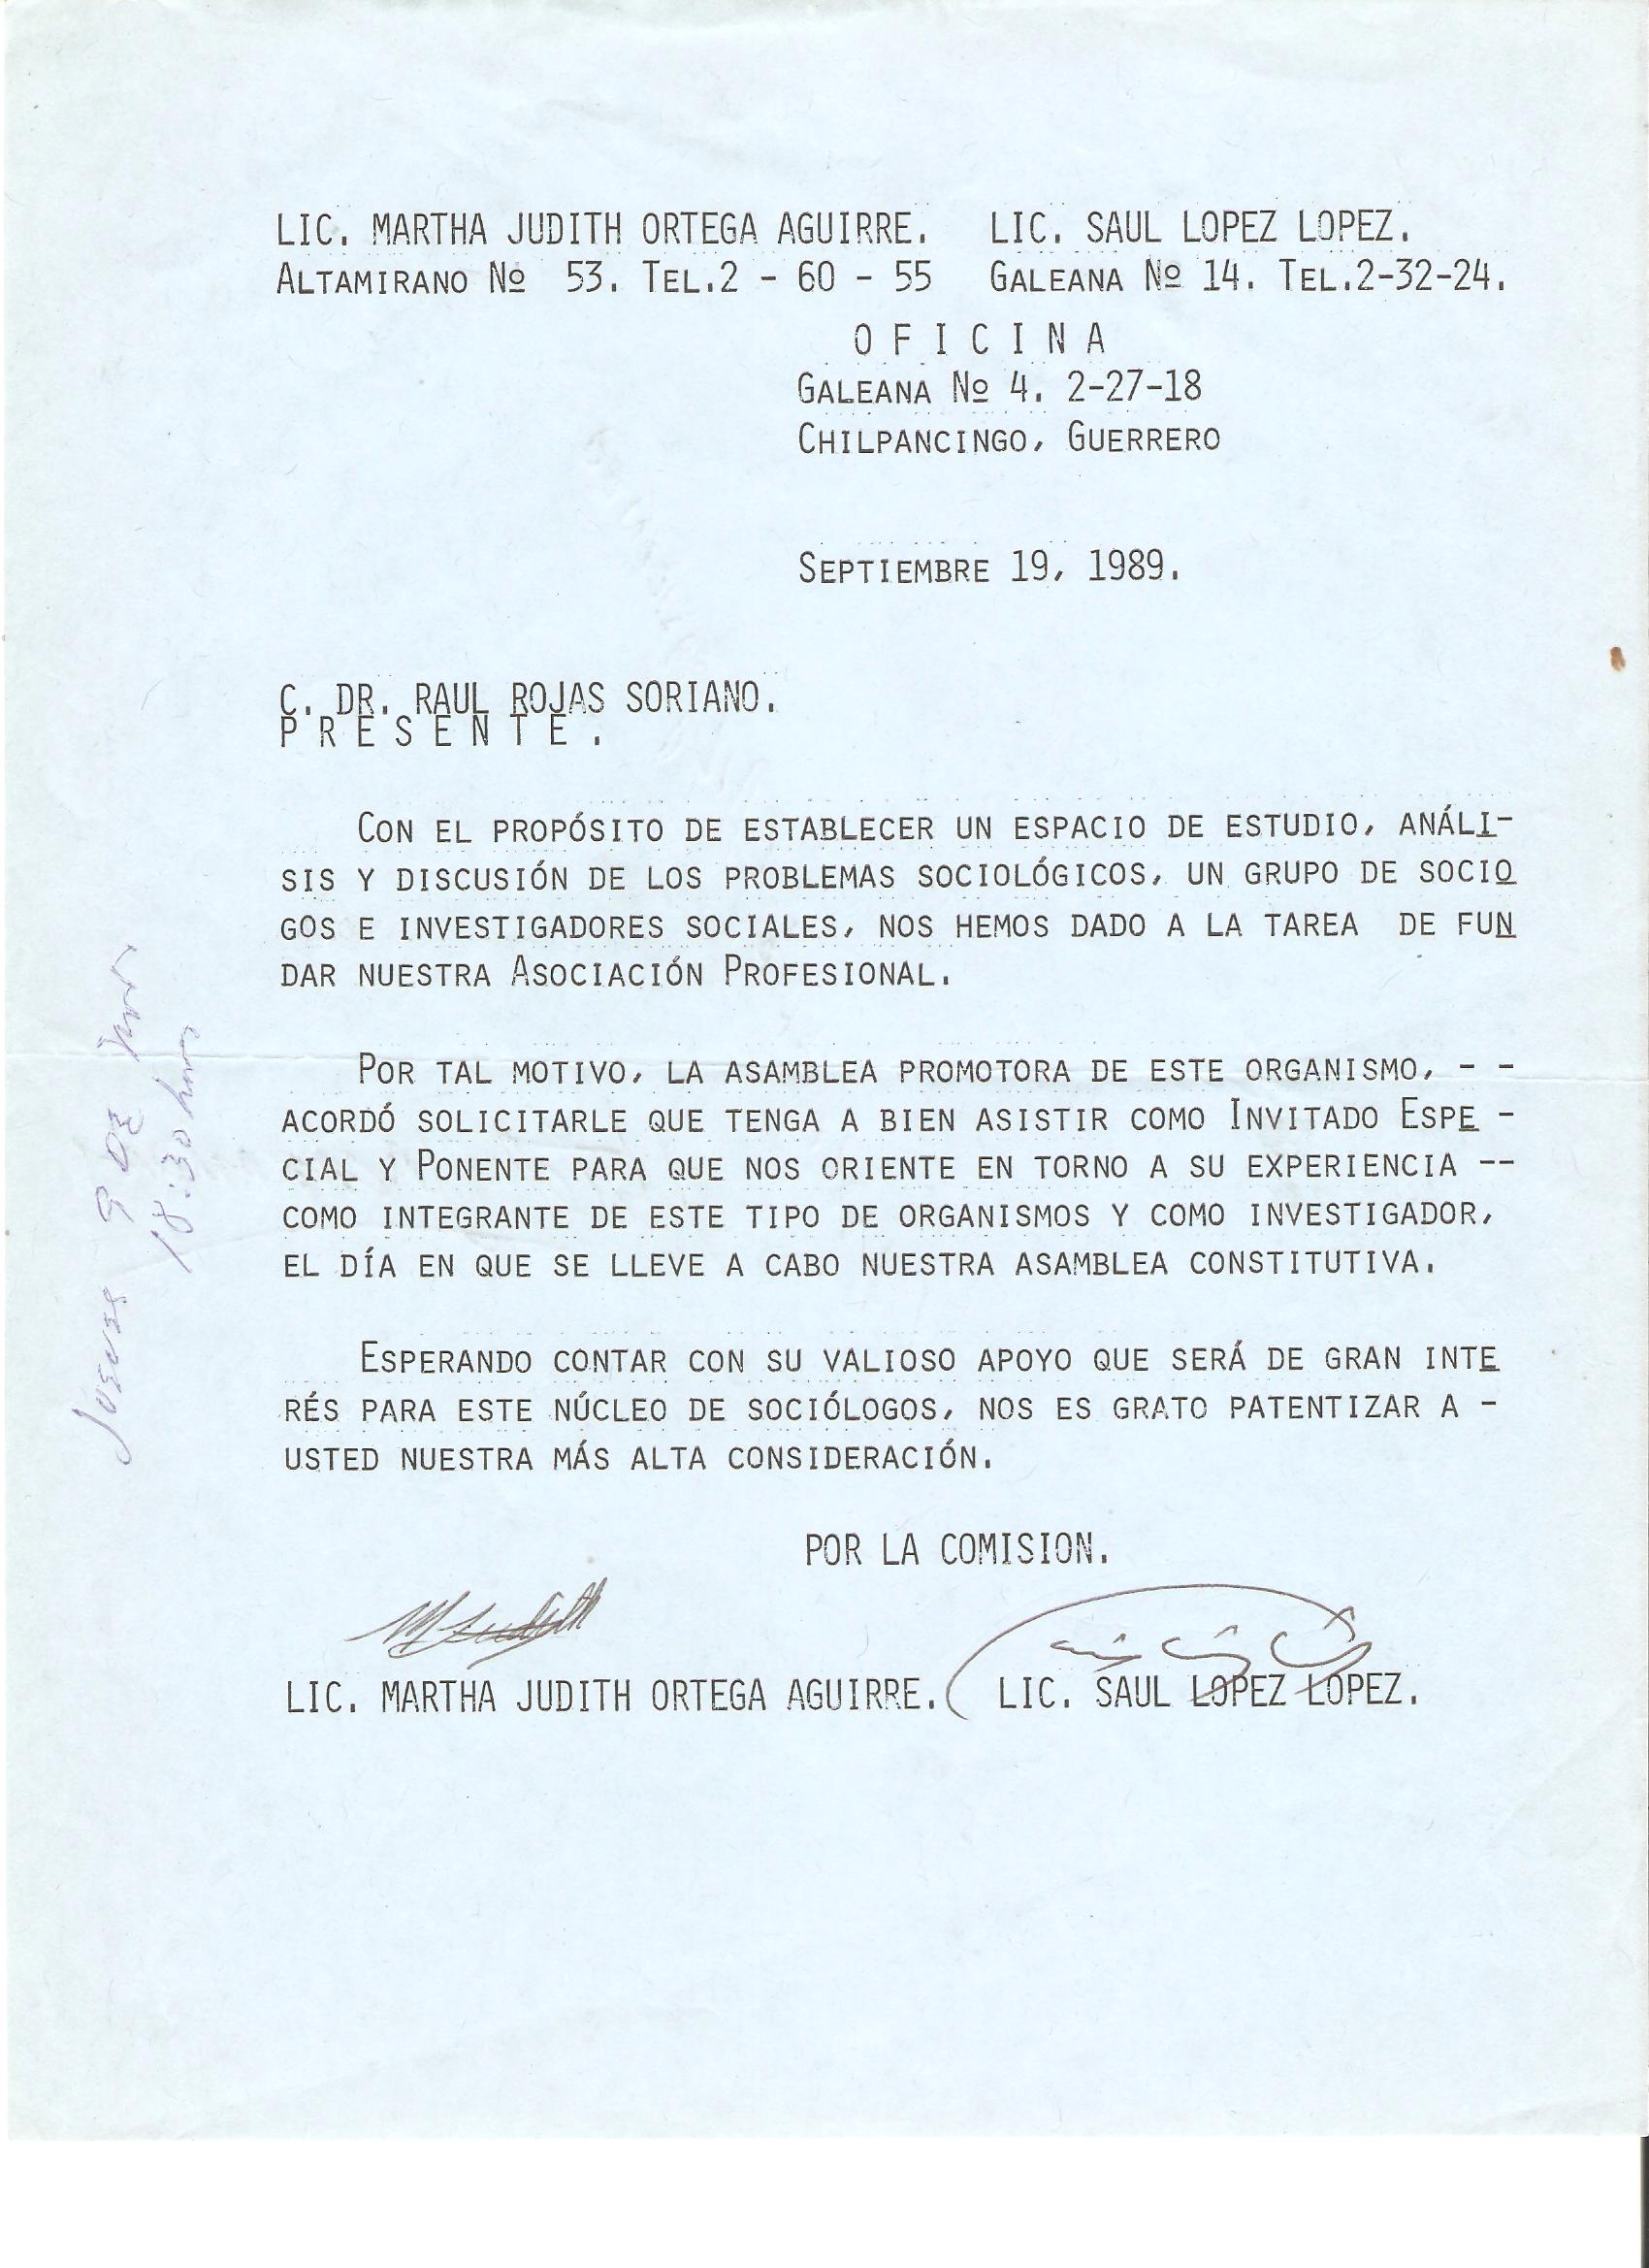 LIC. MARTHA JUDITH ORTEGA AGUIRRE. LIC. SAUL LOPEZ LOPEZ.
ALTAMIRANO Nº 53. TEL.2 - 60 - 55 GALEANA Nº 14. TEL.2-32-24.
O F I C I N A
GALEANA Nº 4. 2-27-18
CHILPANCINGO, GUERRERO
SEPTIEMBRE 19, 1989.
C. DR. RAUL ROJAS SORIANO.
P R E S E N T E .
CON EL PROPÓSITO DE ESTABLECER UN ESPACIO DE ESTUDIO, ANÁLI-
SIS Y DISCUSIÓN DE LOS PROBLEMAS SOCIOLÓGICOS, UN GRUPO DE SOCIO
GOS E INVESTIGADORES SOCIALES, NOS HEMOS DADO A LA TAREA DE FUN
DAR NUESTRA ASOCIACIÓN PROFESIONAL.
POR TAL MOTIVO, LA ASAMBLEA PROMOTORA DE ESTE ORGANISMO, - -
ACORDÓ SOLICITARLE QUE TENGA A BIEN ASISTIR COMO INVITADO ESPE -
CIAL Y PONENTE PARA QUE NOS ORIENTE EN TORNO A SU EXPERIENCIA --
COMO INTEGRANTE DE ESTE TIPO DE ORGANISMOS Y COMO INVESTIGADOR,
EL DÍA EN QUE SE LLEVE A CABO NUESTRA ASAMBLEA CONSTITUTIVA.
ESPERANDO CONTAR CON SU VALIOSO APOYO QUE SERÁ DE GRAN INTE
RÉS PARA ESTE NÚCLEO DE SOCIÓLOGOS, NOS ES GRATO PATENTIZAR A -
USTED NUESTRA MÁS ALTA CONSIDERACIÓN.
POR LA COMISION.
M Judith
LIC. MARTHA JUDITH ORTEGA AGUIRRE. LIC. SAUL LOPEZ LOPEZ.
Jueves 9 DE
18:30 horas